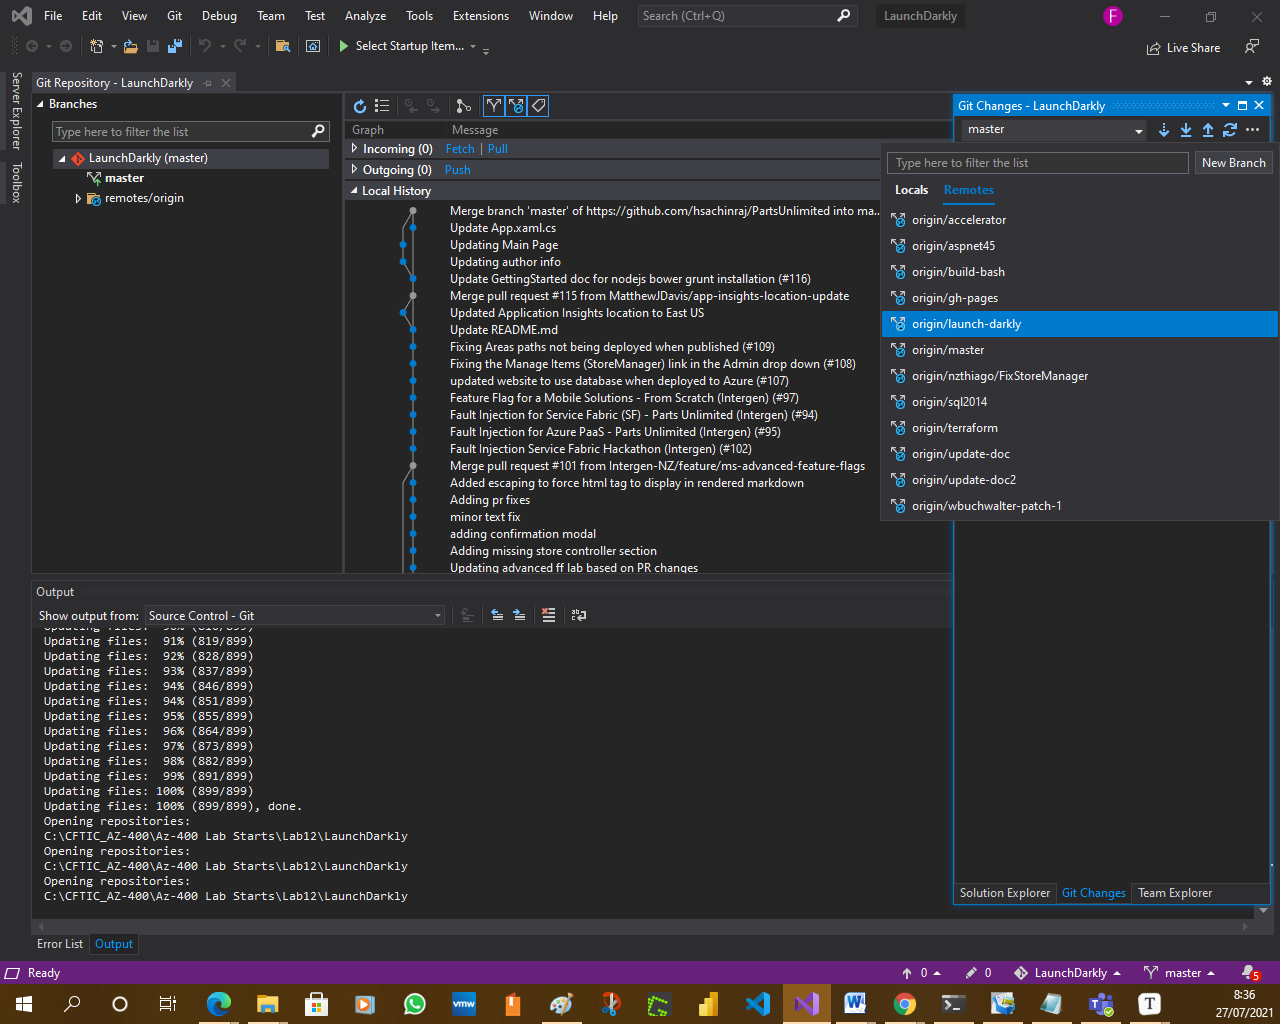 File Edit View Git Debug Team Test Analyze Tools Extensions Window Help Search (Ctrl+Q) LaunchDarkly F
Select Startup Item... Live Share
Server Explorer
Toolbox
Git Repository - LaunchDarkly
Branches
Type here to filter the list
LaunchDarkly (master)
master
remotes/origin
Graph Message
Incoming (0) Fetch | Pull
Outgoing (0) Push
Local History
Merge branch 'master' of https://github.com/hsachinraj/PartsUnlimited into ma...
Update App.xaml.cs
Updating Main Page
Updating author info
Update GettingStarted doc for nodejs bower grunt installation (#116)
Merge pull request #115 from MatthewJDavis/app-insights-location-update
Updated Application Insights location to East US
Update README.md
Fixing Areas paths not being deployed when published (#109)
Fixing the Manage Items (StoreManager) link in the Admin drop down (#108)
updated website to use database when deployed to Azure (#107)
Feature Flag for a Mobile Solutions - From Scratch (Intergen) (#97)
Fault Injection for Service Fabric (SF) - Parts Unlimited (Intergen) (#94)
Fault Injection for Azure PaaS - Parts Unlimited (Intergen) (#95)
Fault Injection Service Fabric Hackathon (Intergen) (#102)
Merge pull request #101 from Intergen-NZ/feature/ms-advanced-feature-flags
Added escaping to force html tag to display in rendered markdown
Adding pr fixes
minor text fix
adding confirmation modal
Adding missing store controller section
Updating advanced ff lab based on PR changes
Git Changes - LaunchDarkly
master
Type here to filter the list New Branch
Locals Remotes
origin/accelerator
origin/aspnet45
origin/build-bash
origin/gh-pages
origin/launch-darkly
origin/master
origin/nzthiago/FixStoreManager
origin/sql2014
origin/terraform
origin/update-doc
origin/update-doc2
origin/wbuchwalter-patch-1
Solution Explorer Git Changes Team Explorer
Output
Show output from: Source Control - Git
Updating files: 90% (810/899)
Updating files: 91% (819/899)
Updating files: 92% (828/899)
Updating files: 93% (837/899)
Updating files: 94% (846/899)
Updating files: 94% (851/899)
Updating files: 95% (855/899)
Updating files: 96% (864/899)
Updating files: 97% (873/899)
Updating files: 98% (882/899)
Updating files: 99% (891/899)
Updating files: 100% (899/899)
Updating files: 100% (899/899), done.
Opening repositories:
C:\CFTIC_AZ-400\Az-400 Lab Starts\Lab12\LaunchDarkly
Opening repositories:
C:\CFTIC_AZ-400\Az-400 Lab Starts\Lab12\LaunchDarkly
Opening repositories:
C:\CFTIC_AZ-400\Az-400 Lab Starts\Lab12\LaunchDarkly
Error List Output
Ready 0 0 LaunchDarkly master 5
vmw T 8:36
27/07/2021